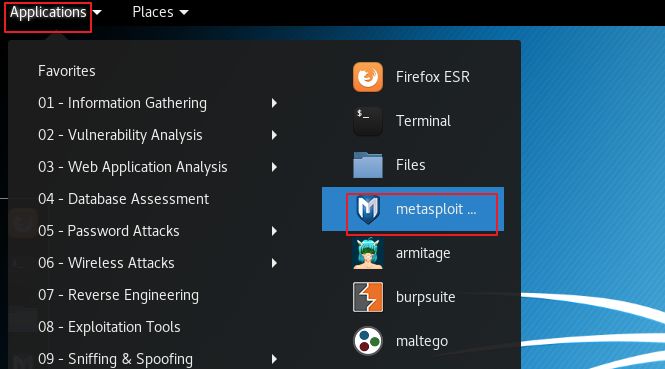 Applications Places
Favorites
01 - Information Gathering
02 - Vulnerability Analysis
03 - Web Application Analysis
04 - Database Assessment
05 - Password Attacks
06 - Wireless Attacks
07 - Reverse Engineering
08 - Exploitation Tools
09 - Sniffing & Spoofing
Firefox ESR
$_
Terminal
Files
metasploit ...
armitage
burpsuite
maltego